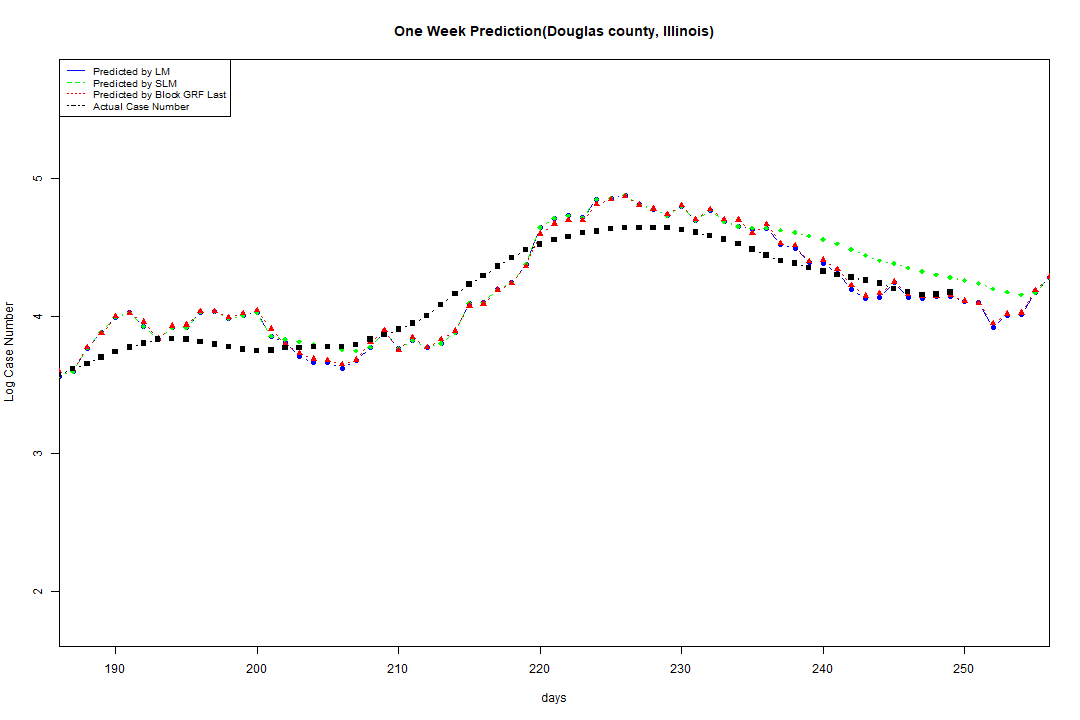 One Week Prediction(Douglas county, Illinois)
Predicted by LM
Predicted by SLM
Predicted by Block GRF Last
Actual Case Number
5
4
3
2
Log Case Number
190 200 210 220 230 240 250
days